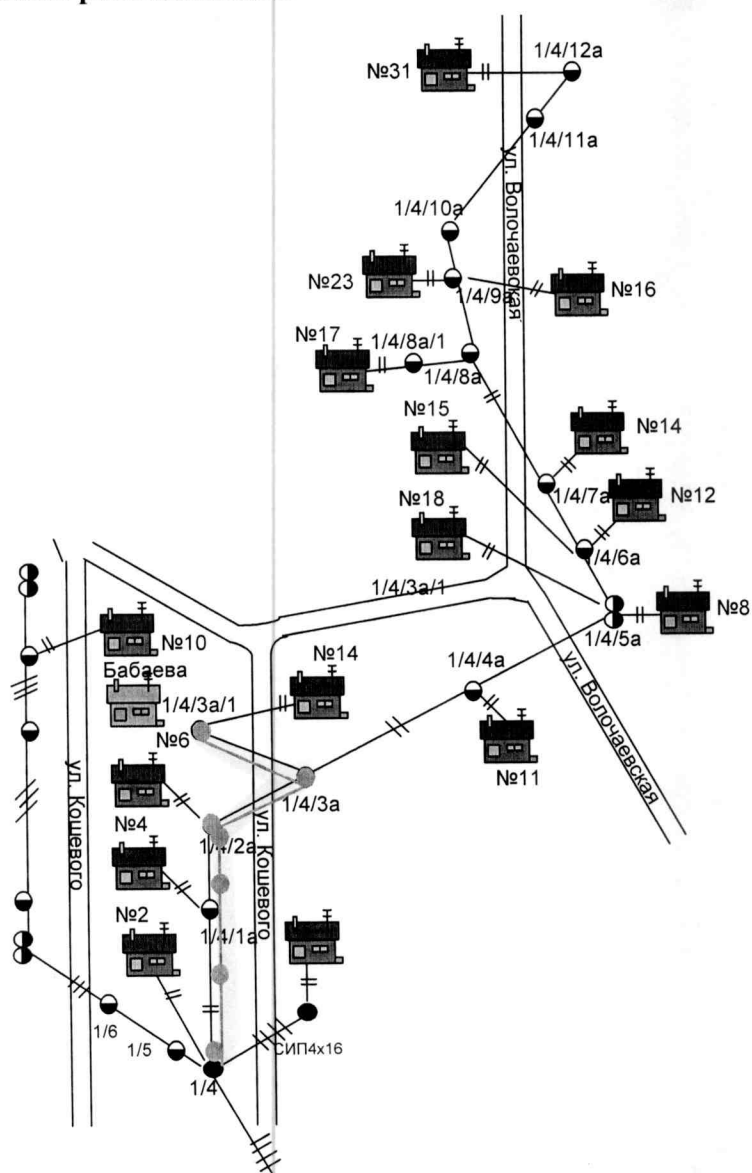 №31
1/4/12а
1/4/11а
ул. Волочаевская
1/4/10а
№23
1/4/9а
№16
№17
1/4/8а/1
1/4/8а
№15
№14
1/4/7а
№12
№18
1/4/6а
1/4/3а/1
№8
1/4/5а
№10
Бабаева
№14
1/4/4а
ул. Волочаевская
1/4/3а/1
№6
№11
ул. Кошевого
1/4/3а
№4
1/4/2а
ул. Кошевого
№2
1/4/1а
1/6
1/5
СИП4х16
1/4